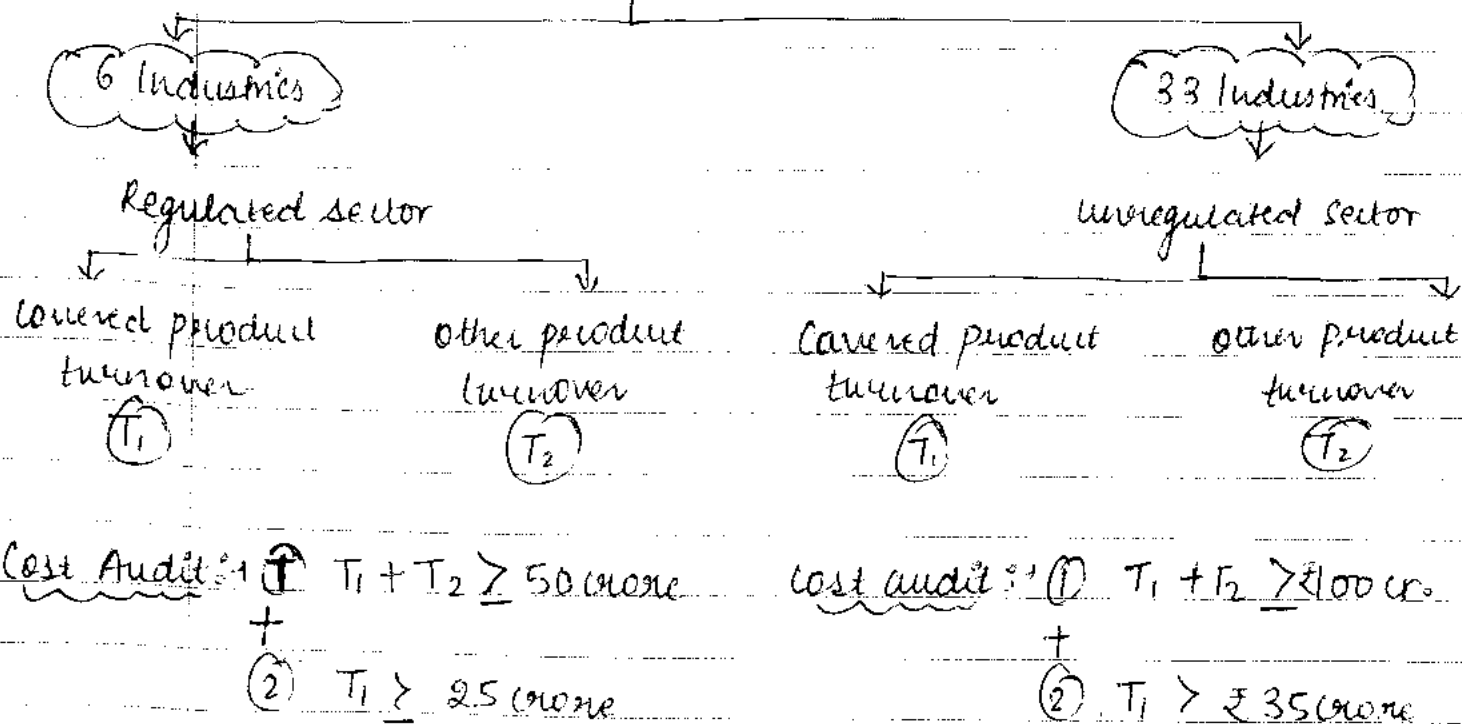 6 Industries
33 Industries
Regulated sector
unregulated sector
Covered product
turnover
T₁
other product
turnover
T₂
Covered product
turnover
T₁
other product
turnover
T₂
Cost Audit :→ ① T₁ + T₂ ≥ 50 crore
+
② T₁ ≥ 25 crore
cost audit :→ ① T₁ + T₂ ≥ ₹100 cr.
+
② T₁ > ₹ 35 crore